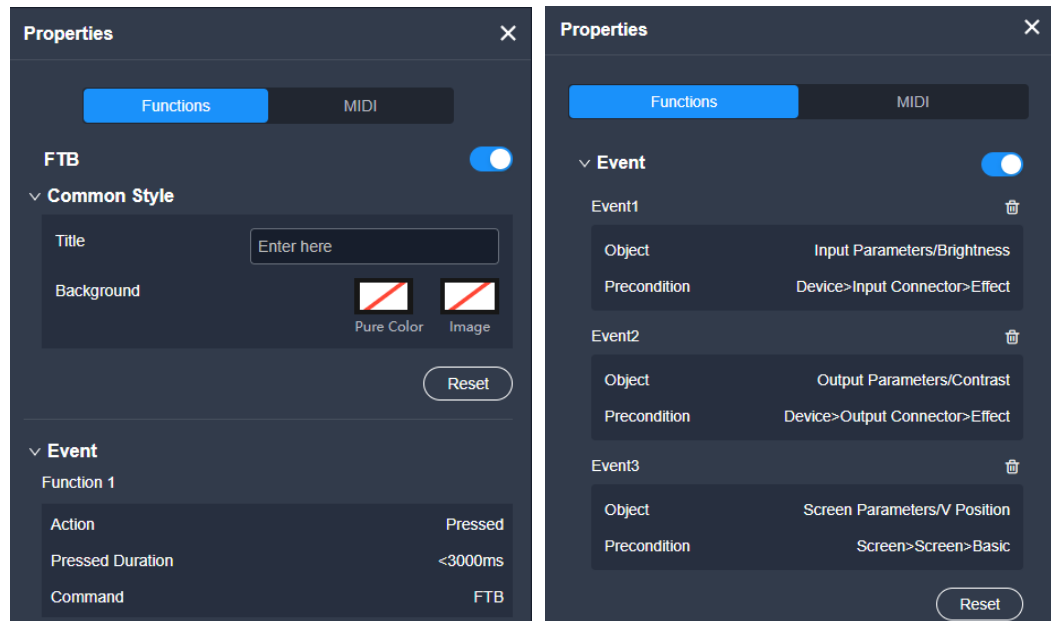 Properties
Functions MIDI
FTB
Common Style
Title Enter here
Background
Pure Color Image
Reset
Event
Function 1
Action Pressed
Pressed Duration <3000ms
Command FTB
Properties
Functions MIDI
Event
Event1
Object Input Parameters/Brightness
Precondition Device>Input Connector>Effect
Event2
Object Output Parameters/Contrast
Precondition Device>Output Connector>Effect
Event3
Object Screen Parameters/V Position
Precondition Screen>Screen>Basic
Reset